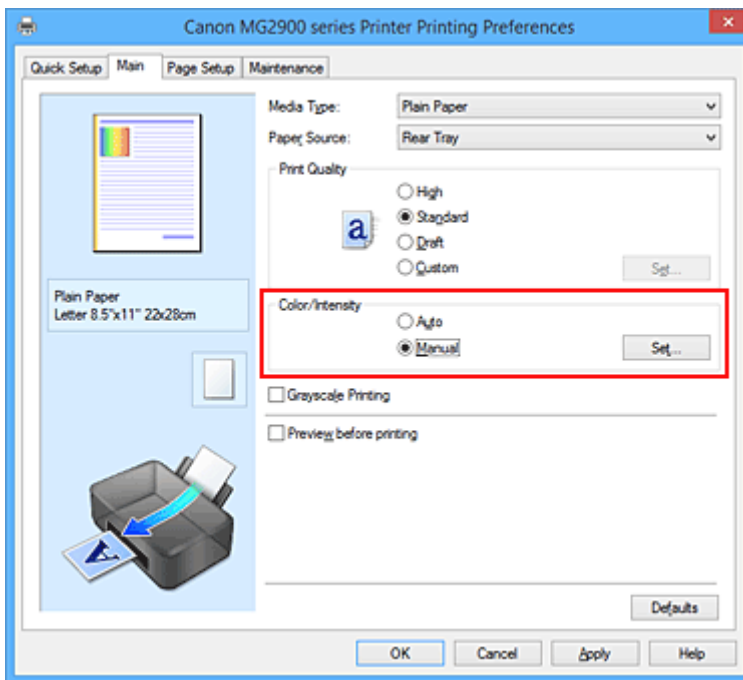 Canon MG2900 series Printer Printing Preferences
Quick Setup Main Page Setup Maintenance
Media Type: Plain Paper
Paper Source: Rear Tray
Print Quality
High
a Standard
Draft
Custom Set...
Plain Paper
Letter 8.5"x11" 22x28cm
Color/Intensity
Auto
Manual Set...
Grayscale Printing
Preview before printing
A
Defaults
OK Cancel Apply Help